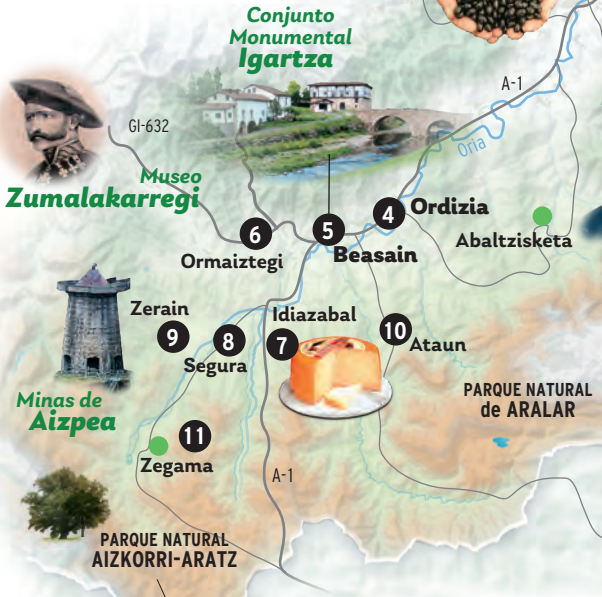 Conjunto
Monumental
Igartza
A-1
GI-632
Oria
Museo
Zumalakarregi
4 Ordizia
5
Beasain
6
Ormaiztegi
Abaltzisketa
Zerain
9
8
Segura
Idiazabal
7
10
Ataun
Minas de
Aizpea
PARQUE NATURAL
de ARALAR
11
Zegama
A-1
PARQUE NATURAL
AIZKORRI-ARATZ